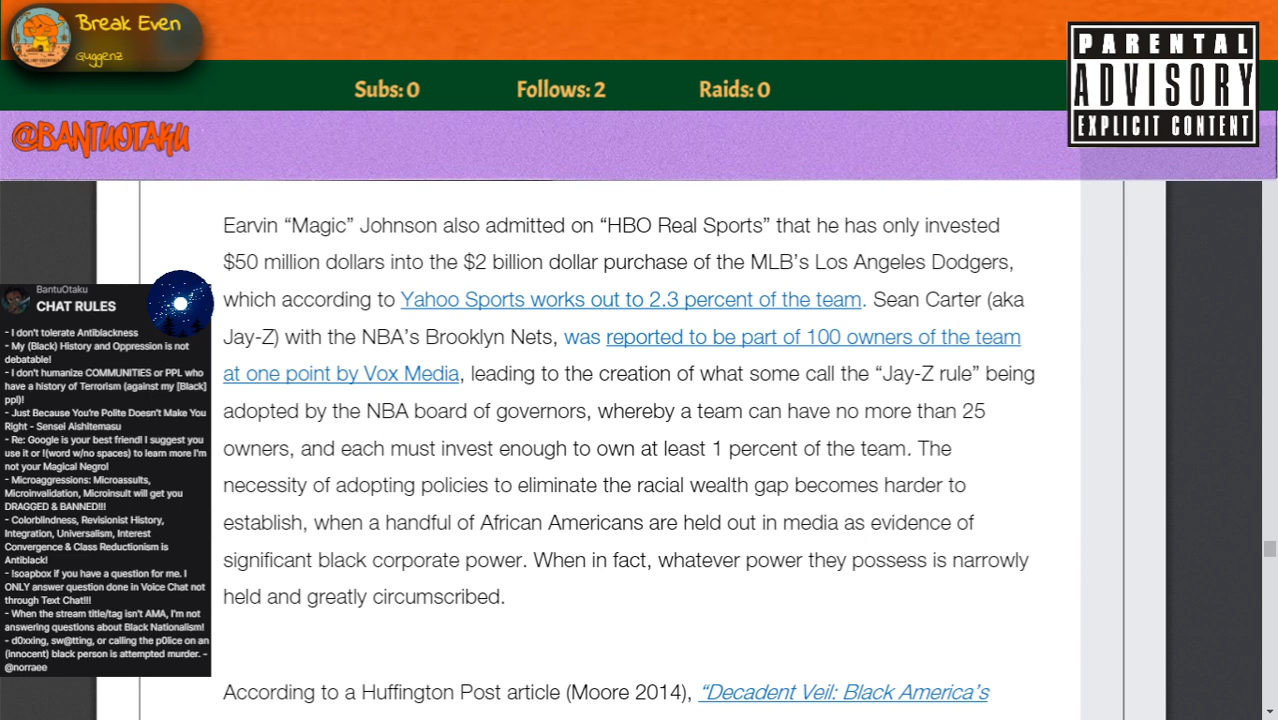 Break Even
Guggenz
Subs: 0
Follows: 2
Raids: 0
PARENTAL
ADVISORY
EXPLICIT CONTENT
@BANTUOTAKU
Earvin “Magic” Johnson also admitted on “HBO Real Sports” that he has only invested
$50 million dollars into the $2 billion dollar purchase of the MLB’s Los Angeles Dodgers,
which according to Yahoo Sports works out to 2.3 percent of the team. Sean Carter (aka
Jay-Z) with the NBA’s Brooklyn Nets, was reported to be part of 100 owners of the team
at one point by Vox Media, leading to the creation of what some call the “Jay-Z rule” being
adopted by the NBA board of governors, whereby a team can have no more than 25
owners, and each must invest enough to own at least 1 percent of the team. The
necessity of adopting policies to eliminate the racial wealth gap becomes harder to
establish, when a handful of African Americans are held out in media as evidence of
significant black corporate power. When in fact, whatever power they possess is narrowly
held and greatly circumscribed.
According to a Huffington Post article (Moore 2014), “Decadent Veil: Black America’s
BantuOtaku
CHAT RULES
- I don't tolerate Antiblackness
- My (Black) History and Oppression is not
debatable!
- I don't humanize COMMUNITIES or PPL who
have a history of Terrorism (against my [Black]
ppl)!
- Just Because You're Polite Doesn't Make You
Right - Sensei Aishitemasu
- Re: Google is your best friend! I suggest you
use it or !(word w/no spaces) to learn more I'm
not your Magical Negro!
- Microaggressions: Microassults,
Microinvalidation, Microinsult will get you
DRAGGED & BANNED!!!
- Colorblindness, Revisionist History,
Integration, Universalism, Interest
Convergence & Class Reductionism is
Antiblack!
- !soapbox if you have a question for me. I
ONLY answer question done in Voice Chat not
through Text Chat!!!
- When the stream title/tag isn't AMA, I'm not
answering questions about Black Nationalism!
- d0xxing, sw@tting, or calling the p0lice on an
(innocent) black person is attempted murder. -
@norraee